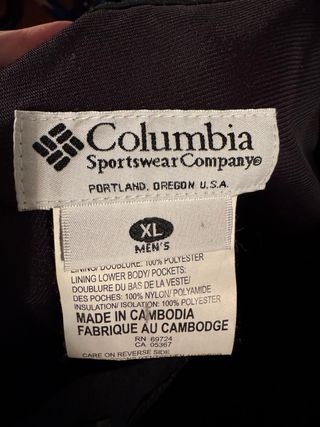 Columbia
Sportswear Company®
PORTLAND, OREGON U.S.A.
XL
MEN'S
LINING/DOUBLURE: 100% POLYESTER
LINING LOWER BODY/POCKETS:
DOUBLURE DU BAS DE LA VESTE/
DES POCHES: 100% NYLON/ POLYAMIDE
INSULATION/ ISOLATION: 100% POLYESTER
MADE IN CAMBODIA
FABRIQUE AU CAMBODGE
RN 69724
CA 05367
CARE ON REVERSE SIDE